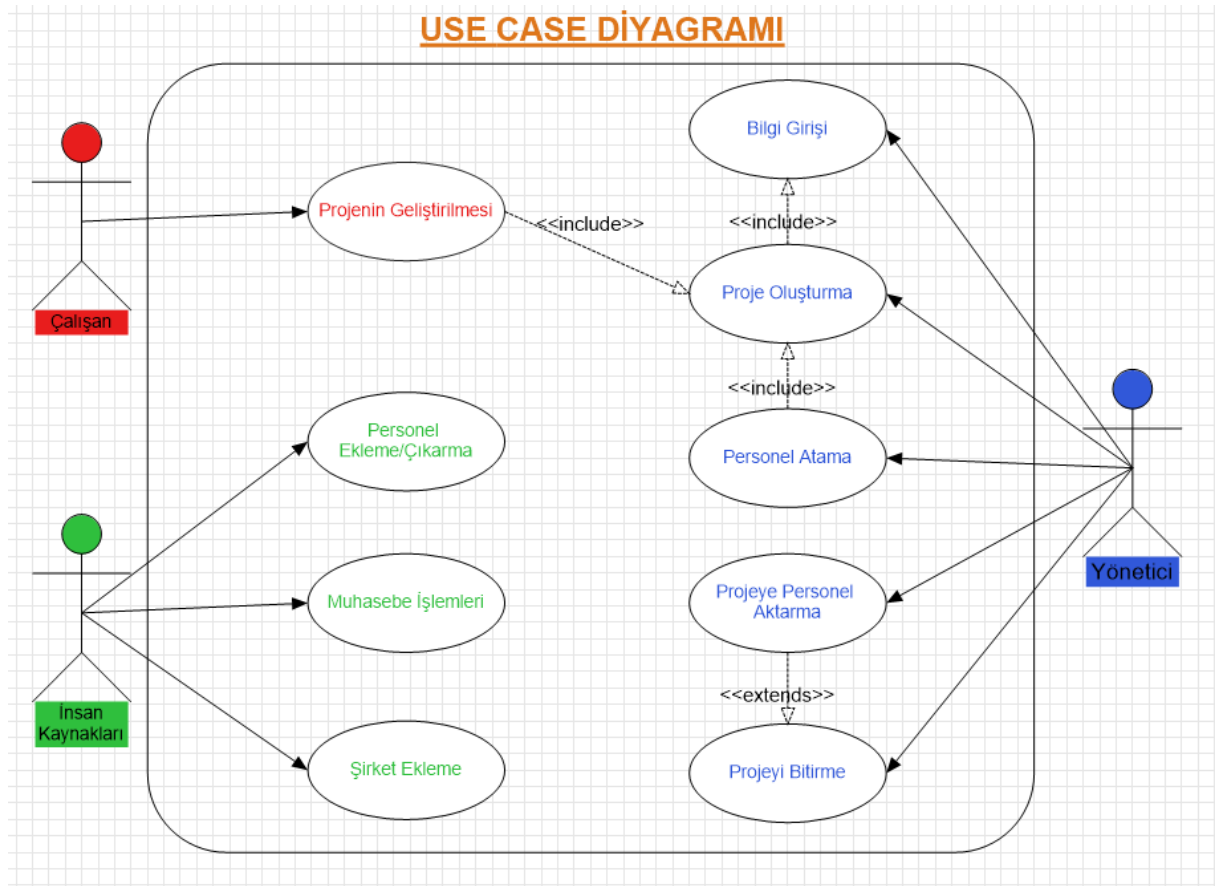 USE CASE DİYAGRAMI
Bilgi Girişi
Projenin Geliştirilmesi
<<include>>
<<include>>
Proje Oluşturma
Çalışan
<<include>>
Personel
Ekleme/Çıkarma
Personel Atama
Yönetici
Muhasebe İşlemleri
Projeye Personel
Aktarma
<<extends>>
İnsan
Kaynakları
Şirket Ekleme
Projeyi Bitirme